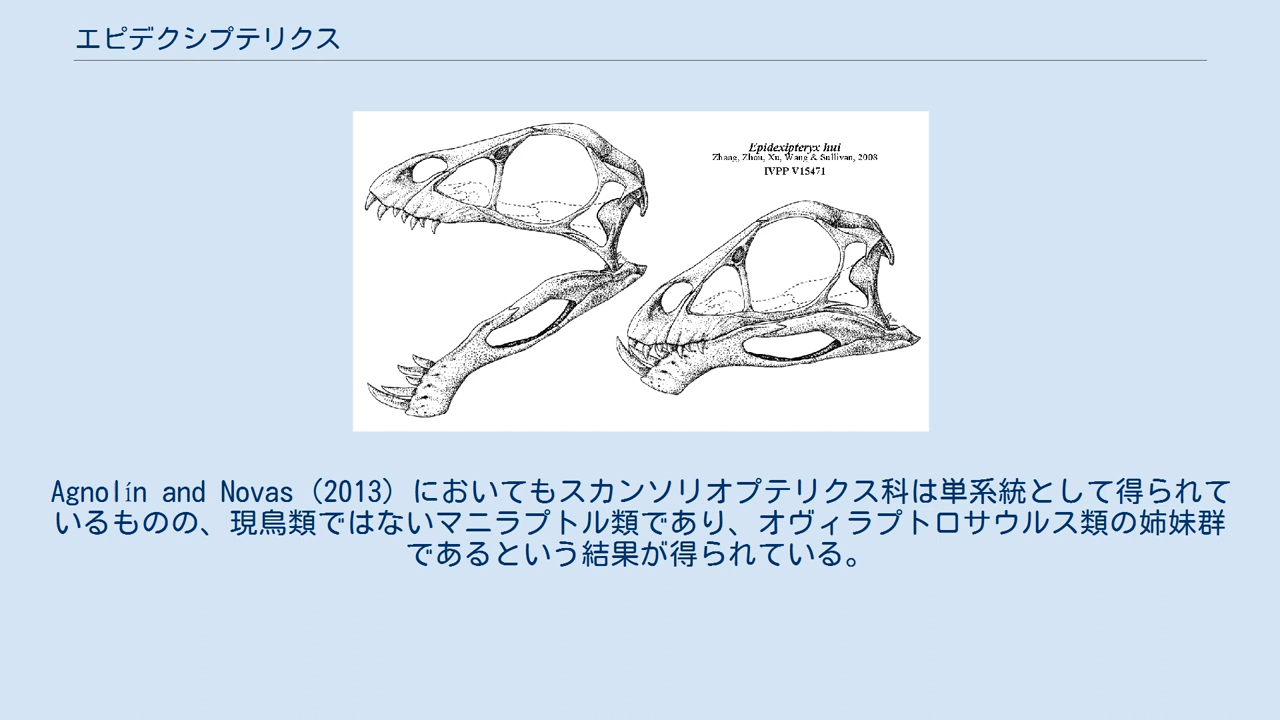 エピデクシプテリクス
Epidexipteryx hui
Zhang, Zhou, Xu, Wang & Sullivan, 2008
IVPP V15471
Agnolín and Novas (2013) においてもスカンソリオプテリクス科は単系統として得られて
いるものの、現鳥類ではないマニラプトル類であり、オヴィラプトロサウルス類の姉妹群
であるという結果が得られている。